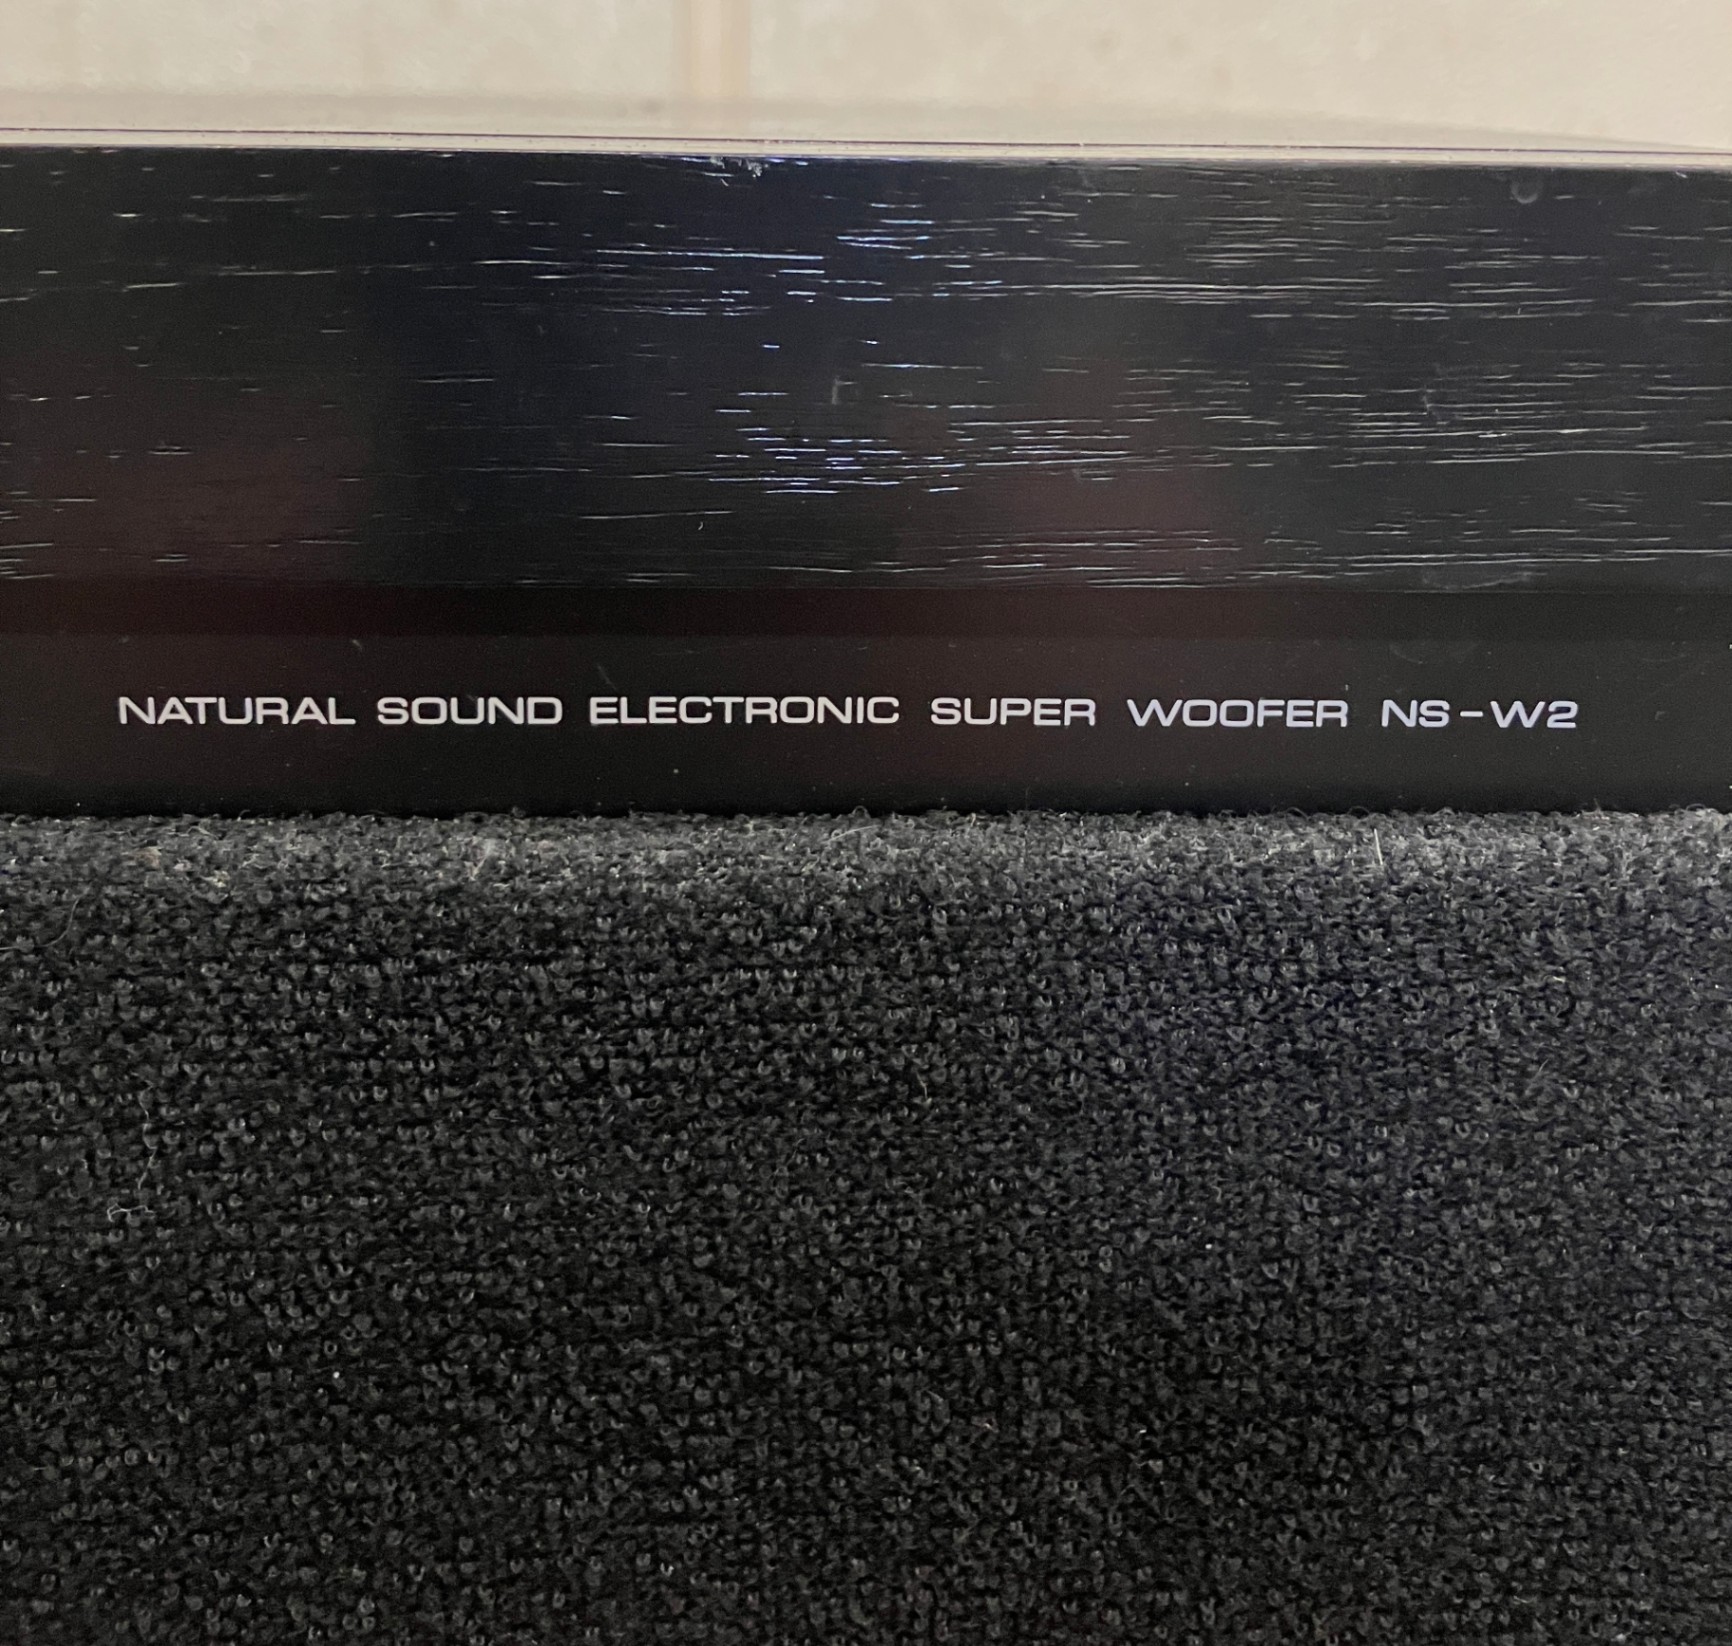 NATURAL SOUND ELECTRONIC SUPER WOOFER NS-W2